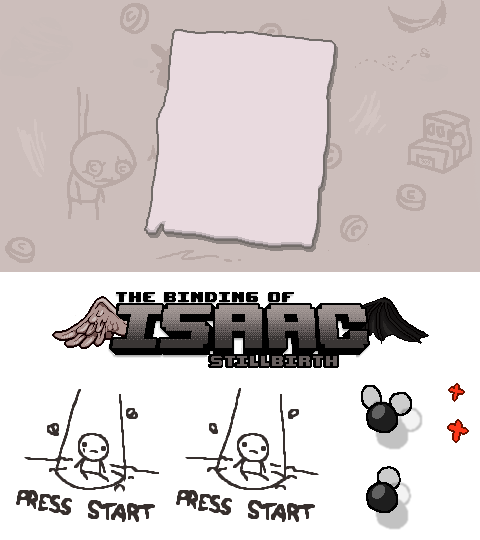 THE BINDING OF
ISAAC
STILLBIRTH
PRESS START
PRESS START